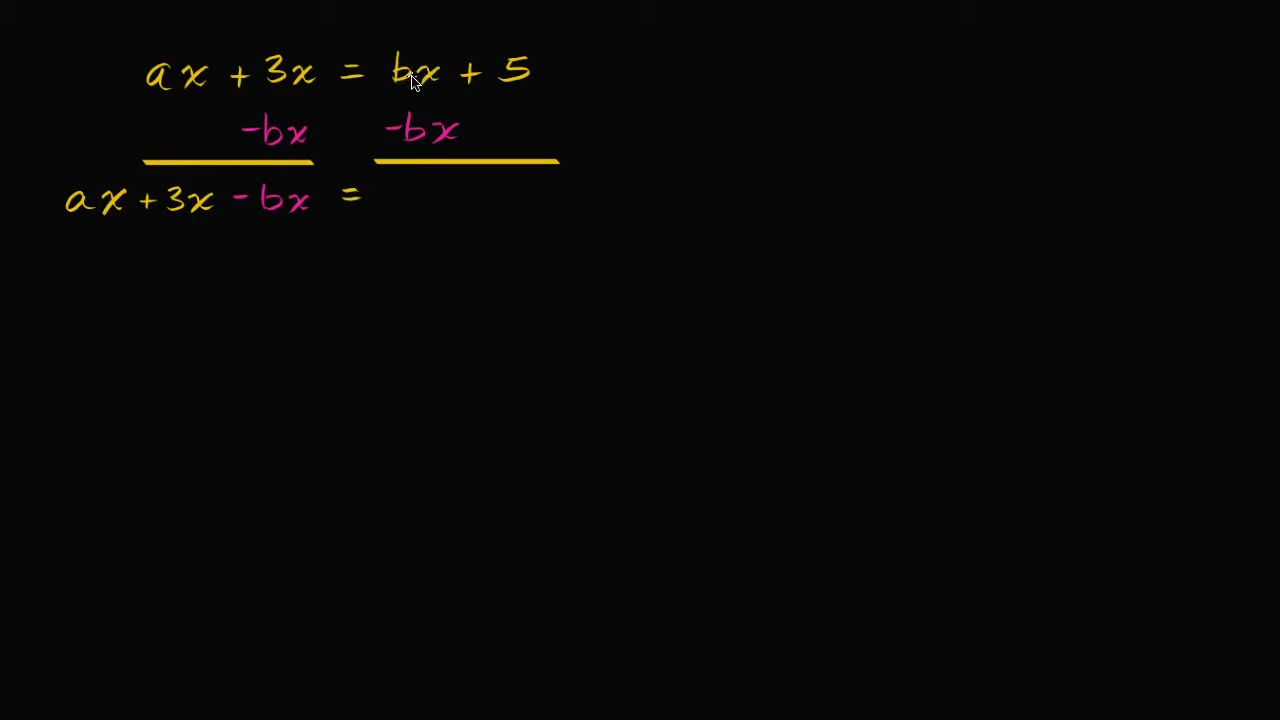 ax + 3x = bx + 5
-bx -bx
ax + 3x - bx =